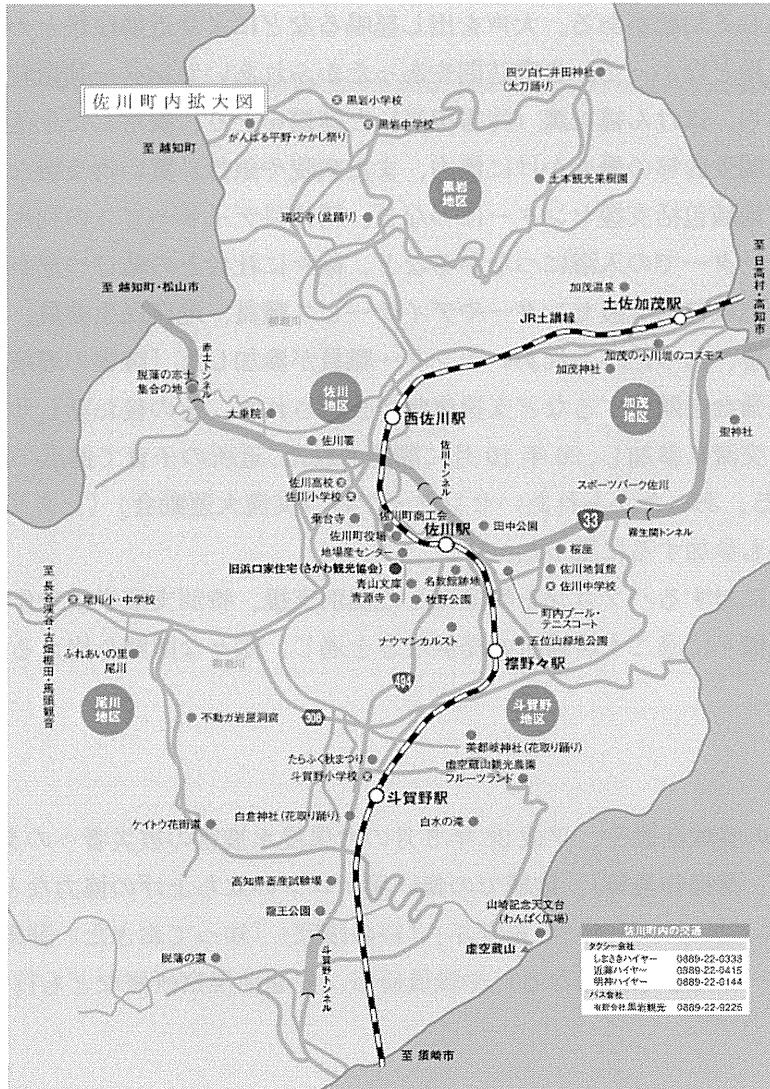 佐川町内拡大図
四ツ白仁井田神社
(太刀踊り)
黒岩小学校
黒岩中学校
がんばる平野・かかし祭り
至 越知町
黒岩
地区
土本観光果樹園
瑞応寺(盆踊り)
至 日高村・高知市
至 越知町・松山市
加茂温泉
土佐加茂駅
JR土讃線
赤土トンネル
加茂の小川堤のコスモス
加茂神社
脱藩の志士
集合の地
佐川
地区
加茂
地区
大乗院
西佐川駅
聖神社
佐川署
佐川トンネル
佐川高校
佐川小学校
スポーツパーク佐川
乗台寺
佐川町商工会
33
霧生関トンネル
佐川町役場
佐川駅
田中公園
地場産センター
桜座
旧浜口家住宅(さかわ観光協会)
佐川地質館
青山文庫
名教館跡地
佐川中学校
至 長谷渓谷・古畑棚田・馬頭観音
尾川小・中学校
青源寺
牧野公園
町内プール・
テニスコート
ナウマンカルスト
五位山緑地公園
ふれあいの里
尾川
襟野々駅
494
尾川
地区
斗賀野
地区
不動ガ岩屋洞窟
308
美都岐神社(花取り踊り)
たらふく秋まつり
虚空蔵山観光農園
フルーツランド
斗賀野小学校
斗賀野駅
白倉神社(花取り踊り)
白水の滝
ケイトウ花街道
高知県畜産試験場
龍王公園
山崎記念天文台
(わんぱく広場)
斗賀野トンネル
脱藩の道
虚空蔵山
佐川町内の交通
タクシー会社
しまさきハイヤー 0889-22-0333
近藤ハイヤー 0889-22-0415
明神ハイヤー 0889-22-0144
バス会社
有限会社黒岩観光 0889-22-9225
至 須崎市